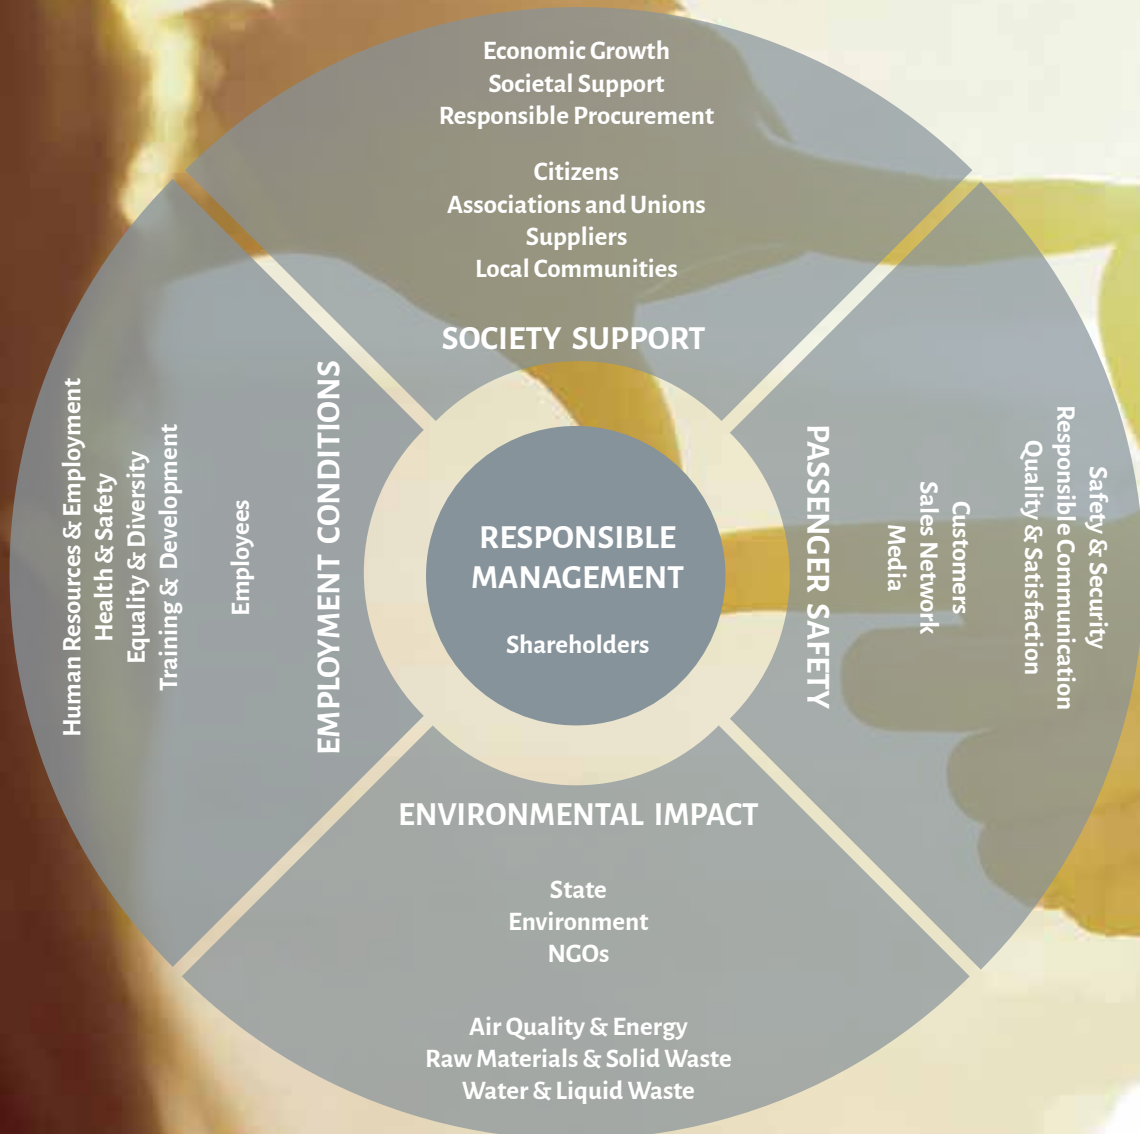 Economic Growth
Societal Support
Responsible Procurement
Citizens
Associations and Unions
Suppliers
Local Communities
SOCIETY SUPPORT
Human Resources & Employment
Health & Safety
Equality & Diversity
Training & Development
Employees
EMPLOYMENT CONDITIONS
RESPONSIBLE
MANAGEMENT
Shareholders
Safety & Security
Responsible Communication
Quality & Satisfaction
Customers
Sales Network
Media
PASSENGER SAFETY
ENVIRONMENTAL IMPACT
State
Environment
NGOs
Air Quality & Energy
Raw Materials & Solid Waste
Water & Liquid Waste